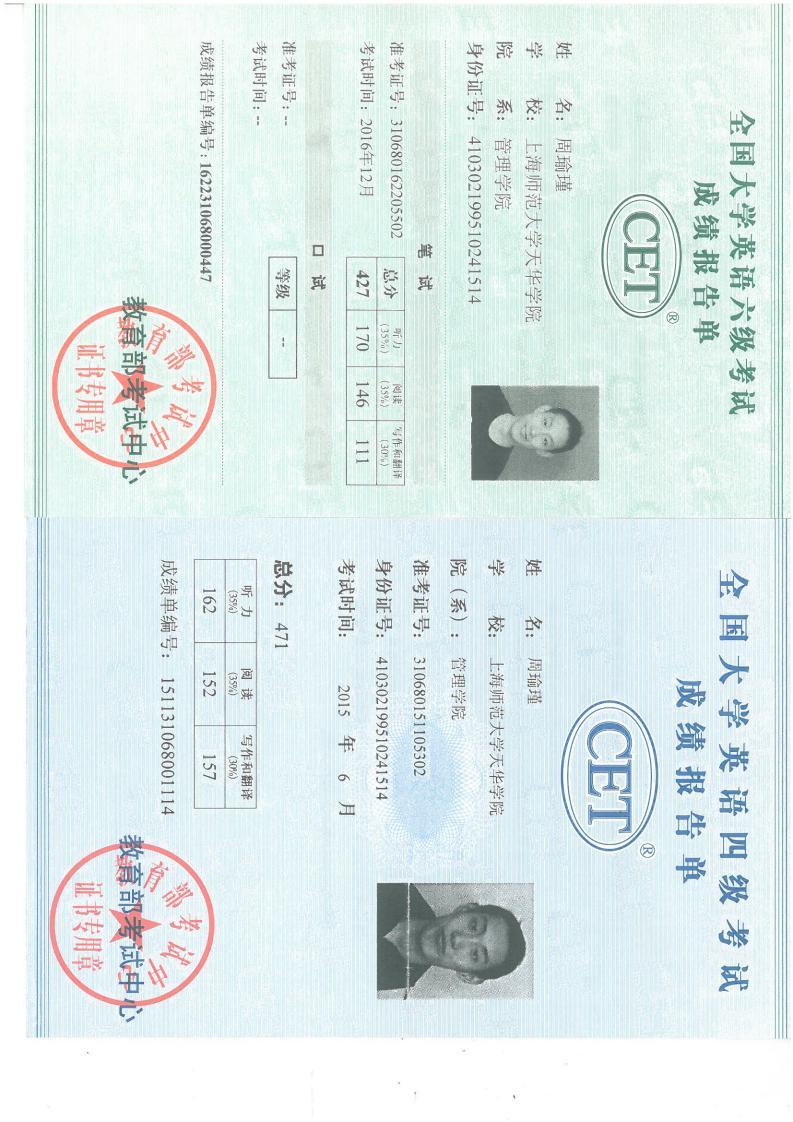 全国大学英语六级考试
成绩报告单
CET®
姓 名: 周瑜瑾
学 校: 上海师范大学天华学院
院 系: 管理学院
身份证号: 410302199510241514
笔 试
准考证号: 310680162205502
考试时间: 2016年12月
总分 听力(35%) 阅读(35%) 写作和翻译(30%)
427 170 146 111
口 试
准考证号: --
考试时间: --
等级 --
成绩报告单编号: 162231068000447
教育部考试中心
教育部考试中心
证书专用章
全国大学英语四级考试
成绩报告单
CET®
姓 名: 周瑜瑾
学 校: 上海师范大学天华学院
院(系): 管理学院
准考证号: 310680151105302
身份证号: 410302199510241514
考试时间: 2015 年 6 月
总分: 471
听 力 阅 读 写作和翻译
(35%) (35%) (30%)
162 152 157
成绩单编号: 151131068001114
教育部考试中心
教育部考试中心
证书专用章